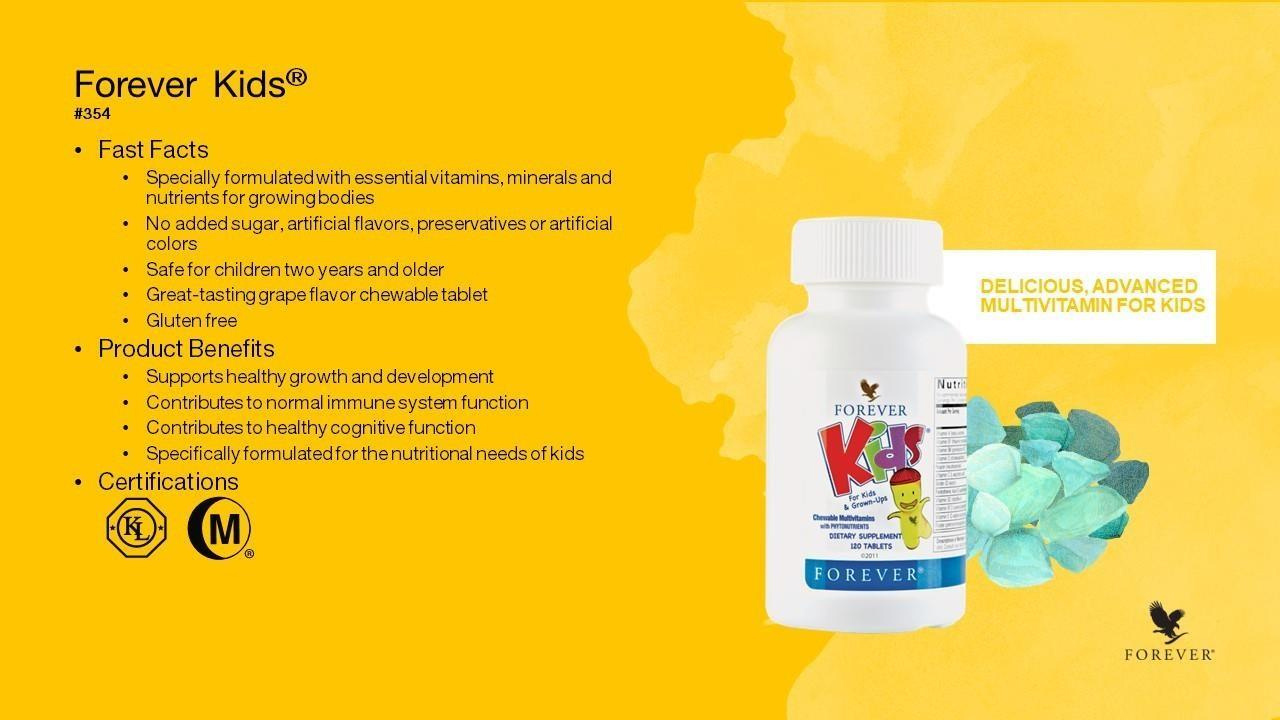 Forever Kids®
#354
• Fast Facts
• Specially formulated with essential vitamins, minerals and
nutrients for growing bodies
• No added sugar, artificial flavors, preservatives or artificial
colors
• Safe for children two years and older
• Great-tasting grape flavor chewable tablet
• Gluten free
• Product Benefits
• Supports healthy growth and development
• Contributes to normal immune system function
• Contributes to healthy cognitive function
• Specifically formulated for the nutritional needs of kids
• Certifications
KL
M®
DELICIOUS, ADVANCED
MULTIVITAMIN FOR KIDS
FOREVER
Kids®
For Kids
& Grown-Ups
Chewable Multivitamins
with PHYTONUTRIENTS
DIETARY SUPPLEMENT
120 TABLETS
©2011
FOREVER®
FOREVER®